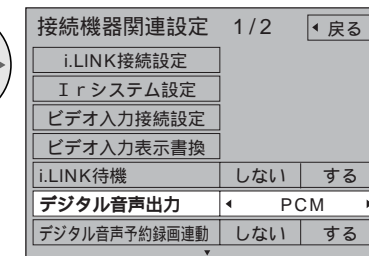 接続機器関連設定 1/2 戻る
i.LINK接続設定
Ｉｒシステム設定
ビデオ入力接続設定
ビデオ入力表示書換
i.LINK待機 しない する
デジタル音声出力 PCM
デジタル音声予約録画連動 しない する